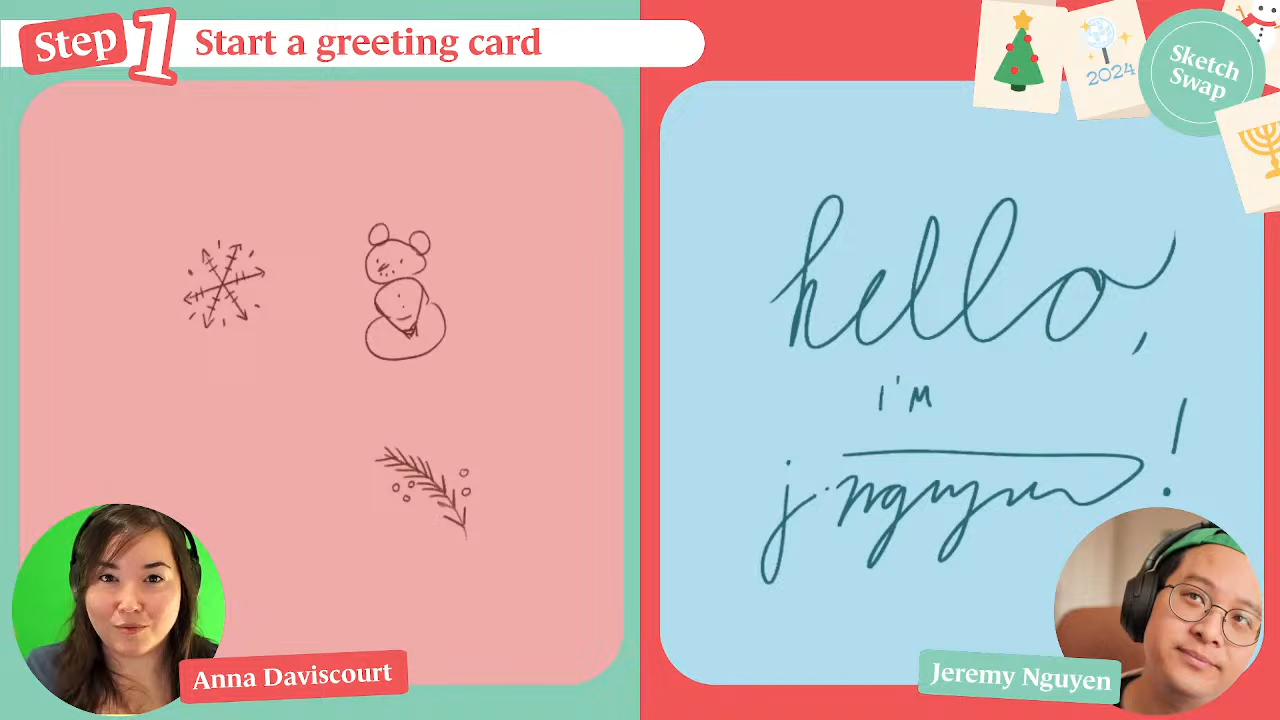 Step 1 Start a greeting card
2024
Sketch
Swap
hello,
i'm
j. nguyen!
Anna Daviscourt
Jeremy Nguyen